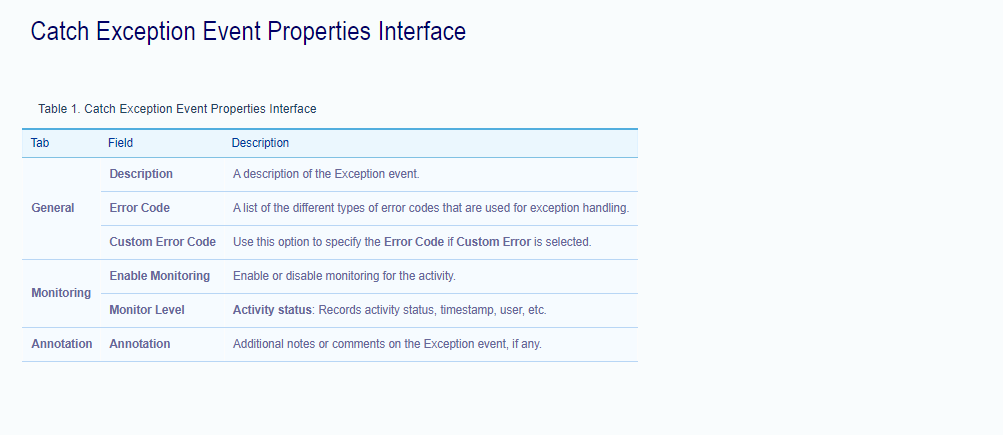 Catch Exception Event Properties Interface
Table 1. Catch Exception Event Properties Interface
Tab Field Description
General
Description A description of the Exception event.
Error Code A list of the different types of error codes that are used for exception handling.
Custom Error Code Use this option to specify the Error Code if Custom Error is selected.
Monitoring
Enable Monitoring Enable or disable monitoring for the activity.
Monitor Level Activity status: Records activity status, timestamp, user, etc.
Annotation Annotation Additional notes or comments on the Exception event, if any.